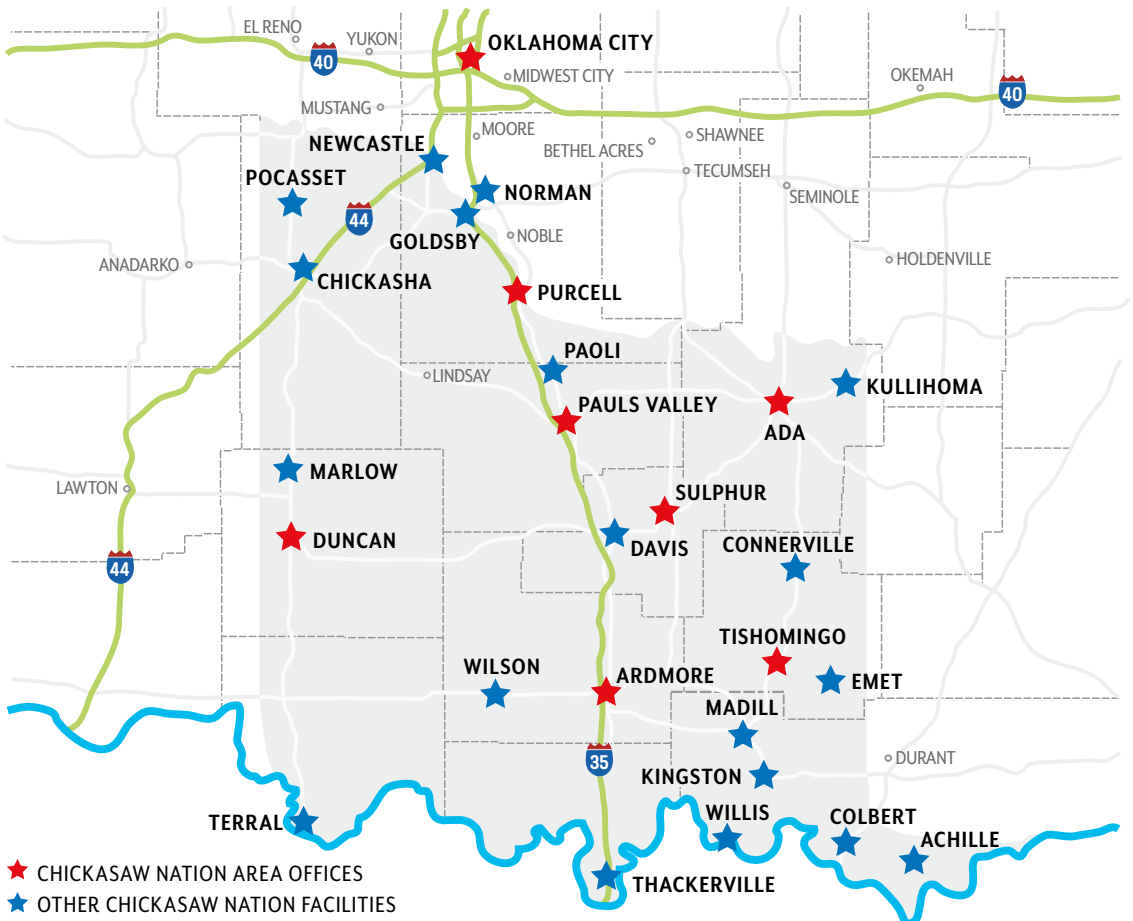 EL RENO
YUKON
40
OKLAHOMA CITY
MIDWEST CITY
OKEMAH
40
MUSTANG
MOORE
SHAWNEE
BETHEL ACRES
NEWCASTLE
TECUMSEH
POCASSET
NORMAN
SEMINOLE
44
GOLDSBY
NOBLE
HOLDENVILLE
ANADARKO
CHICKASHA
PURCELL
PAOLI
LINDSAY
KULLIHOMA
PAULS VALLEY
ADA
MARLOW
LAWTON
SULPHUR
DUNCAN
DAVIS
CONNERVILLE
44
TISHOMINGO
WILSON
ARDMORE
EMET
MADILL
35
DURANT
KINGSTON
WILLIS
COLBERT
TERRAL
ACHILLE
THACKERVILLE
CHICKASAW NATION AREA OFFICES
OTHER CHICKASAW NATION FACILITIES